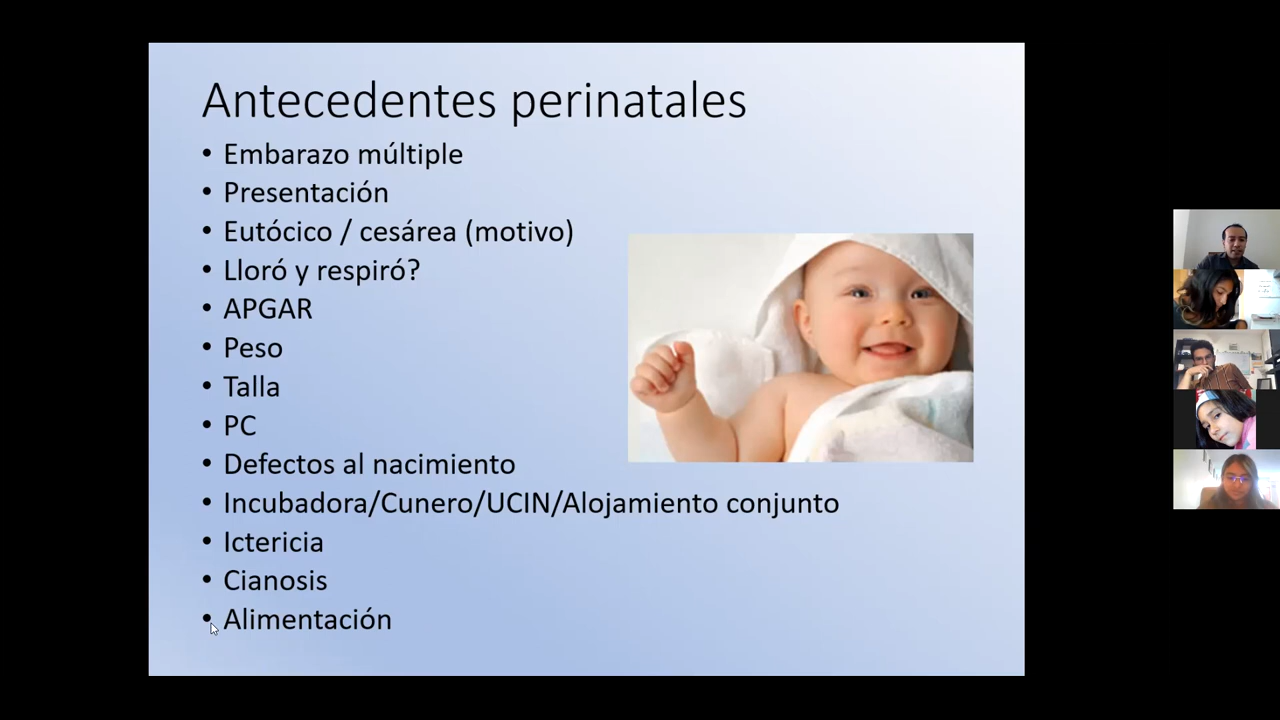 Antecedentes perinatales
• Embarazo múltiple
• Presentación
• Eutócico / cesárea (motivo)
• Lloró y respiró?
• APGAR
• Peso
• Talla
• PC
• Defectos al nacimiento
• Incubadora/Cunero/UCIN/Alojamiento conjunto
• Ictericia
• Cianosis
• Alimentación